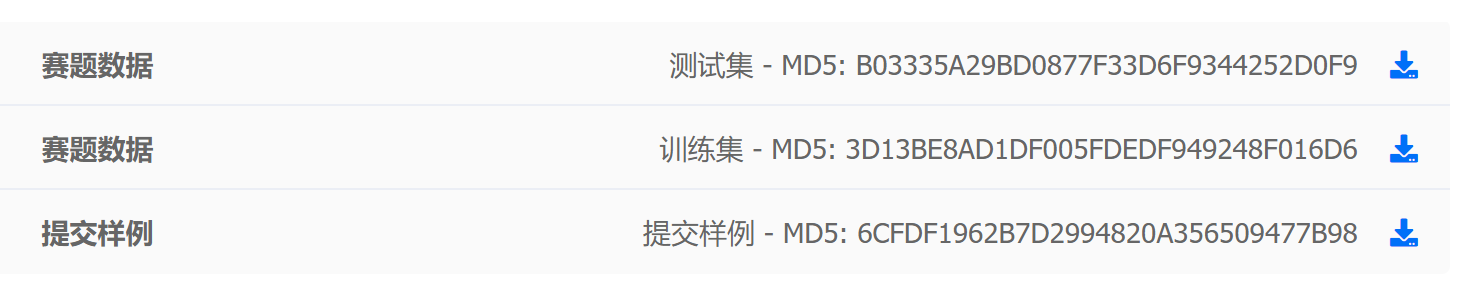 赛题数据 测试集 - MD5: B03335A29BD0877F33D6F9344252D0F9
赛题数据 训练集 - MD5: 3D13BE8AD1DF005FDEDF949248F016D6
提交样例 提交样例 - MD5: 6CFDF1962B7D2994820A356509477B98